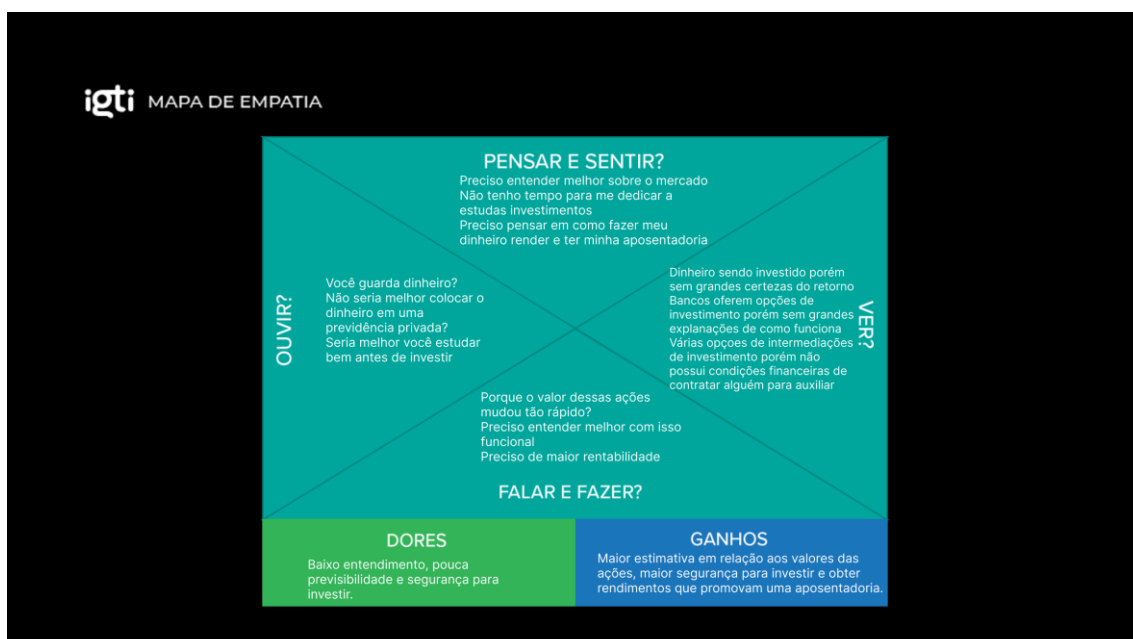 igti MAPA DE EMPATIA
PENSAR E SENTIR?
Preciso entender melhor sobre o mercado
Não tenho tempo para me dedicar a
estudas investimentos
Preciso pensar em como fazer meu
dinheiro render e ter minha aposentadoria
OUVIR?
Você guarda dinheiro?
Não seria melhor colocar o
dinheiro em uma
previdência privada?
Seria melhor você estudar
bem antes de investir
Dinheiro sendo investido porém
sem grandes certezas do retorno
Bancos oferem opções de
investimento porém sem grandes
explanações de como funciona
Várias opçoes de intermediações
de investimento porém não
possui condições financeiras de
contratar alguém para auxiliar
VER?
Porque o valor dessas ações
mudou tão rápido?
Preciso entender melhor com isso
funcional
Preciso de maior rentabilidade
FALAR E FAZER?
DORES
Baixo entendimento, pouca
previsibilidade e segurança para
investir.
GANHOS
Maior estimativa em relação aos valores das
ações, maior segurança para investir e obter
rendimentos que promovam uma aposentadoria.